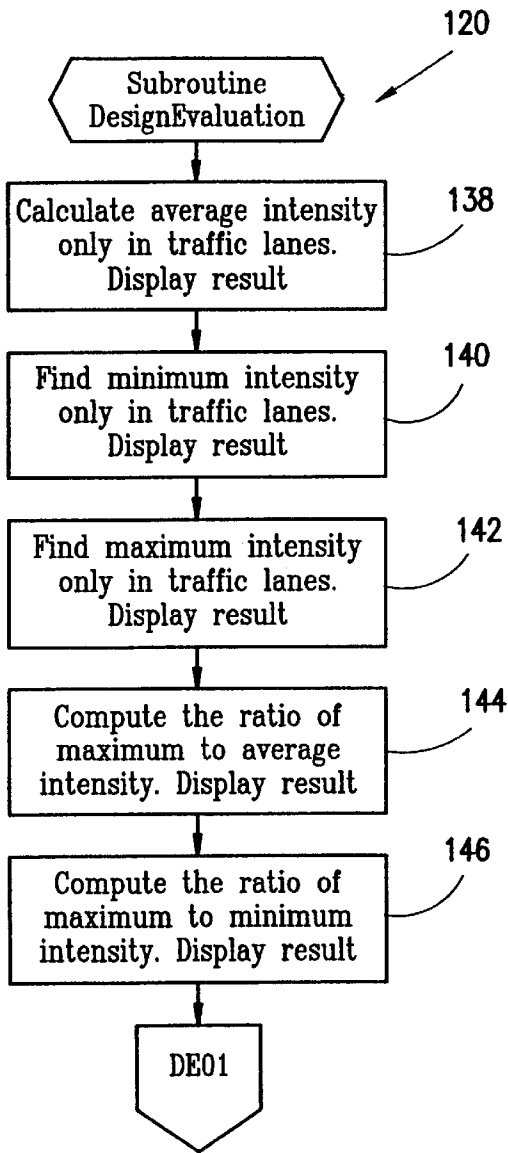 120
Subroutine
DesignEvaluation
Calculate average intensity
only in traffic lanes.
Display result
138
Find minimum intensity
only in traffic lanes.
Display result
140
Find maximum intensity
only in traffic lanes.
Display result
142
Compute the ratio of
maximum to average
intensity. Display result
144
Compute the ratio of
maximum to minimum
intensity. Display result
146
DE01